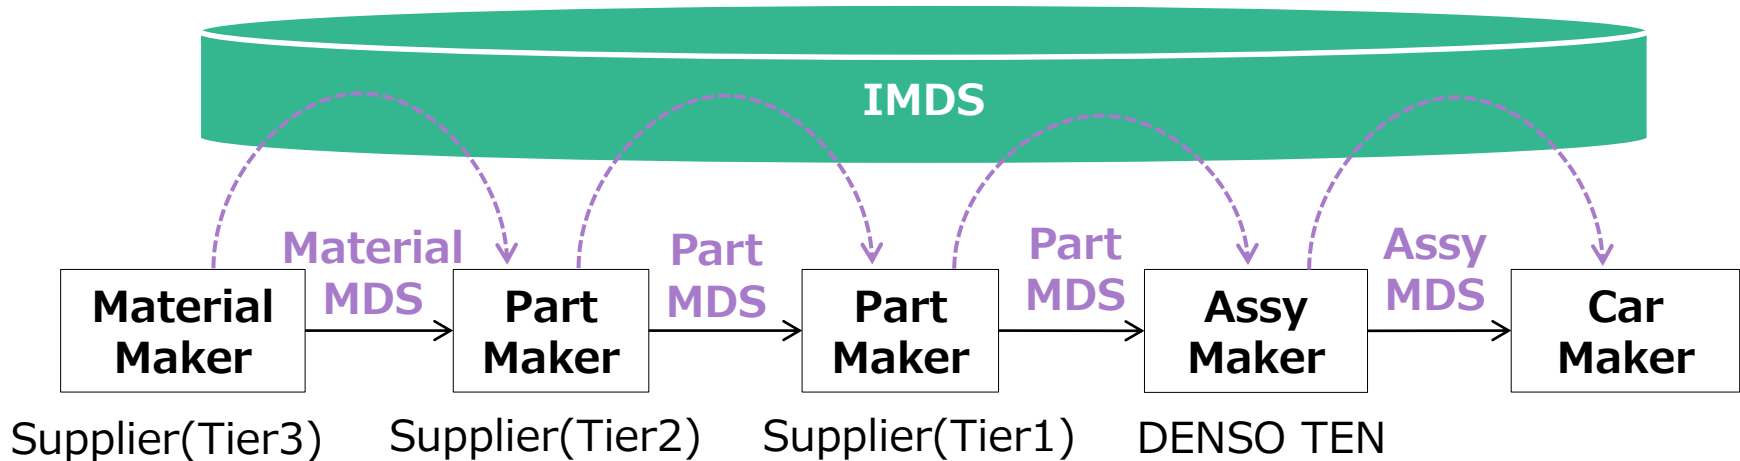 IMDS
Material
MDS
Part
MDS
Part
MDS
Assy
MDS
Material
Maker
Part
Maker
Part
Maker
Assy
Maker
Car
Maker
Supplier(Tier3)
Supplier(Tier2)
Supplier(Tier1)
DENSO TEN